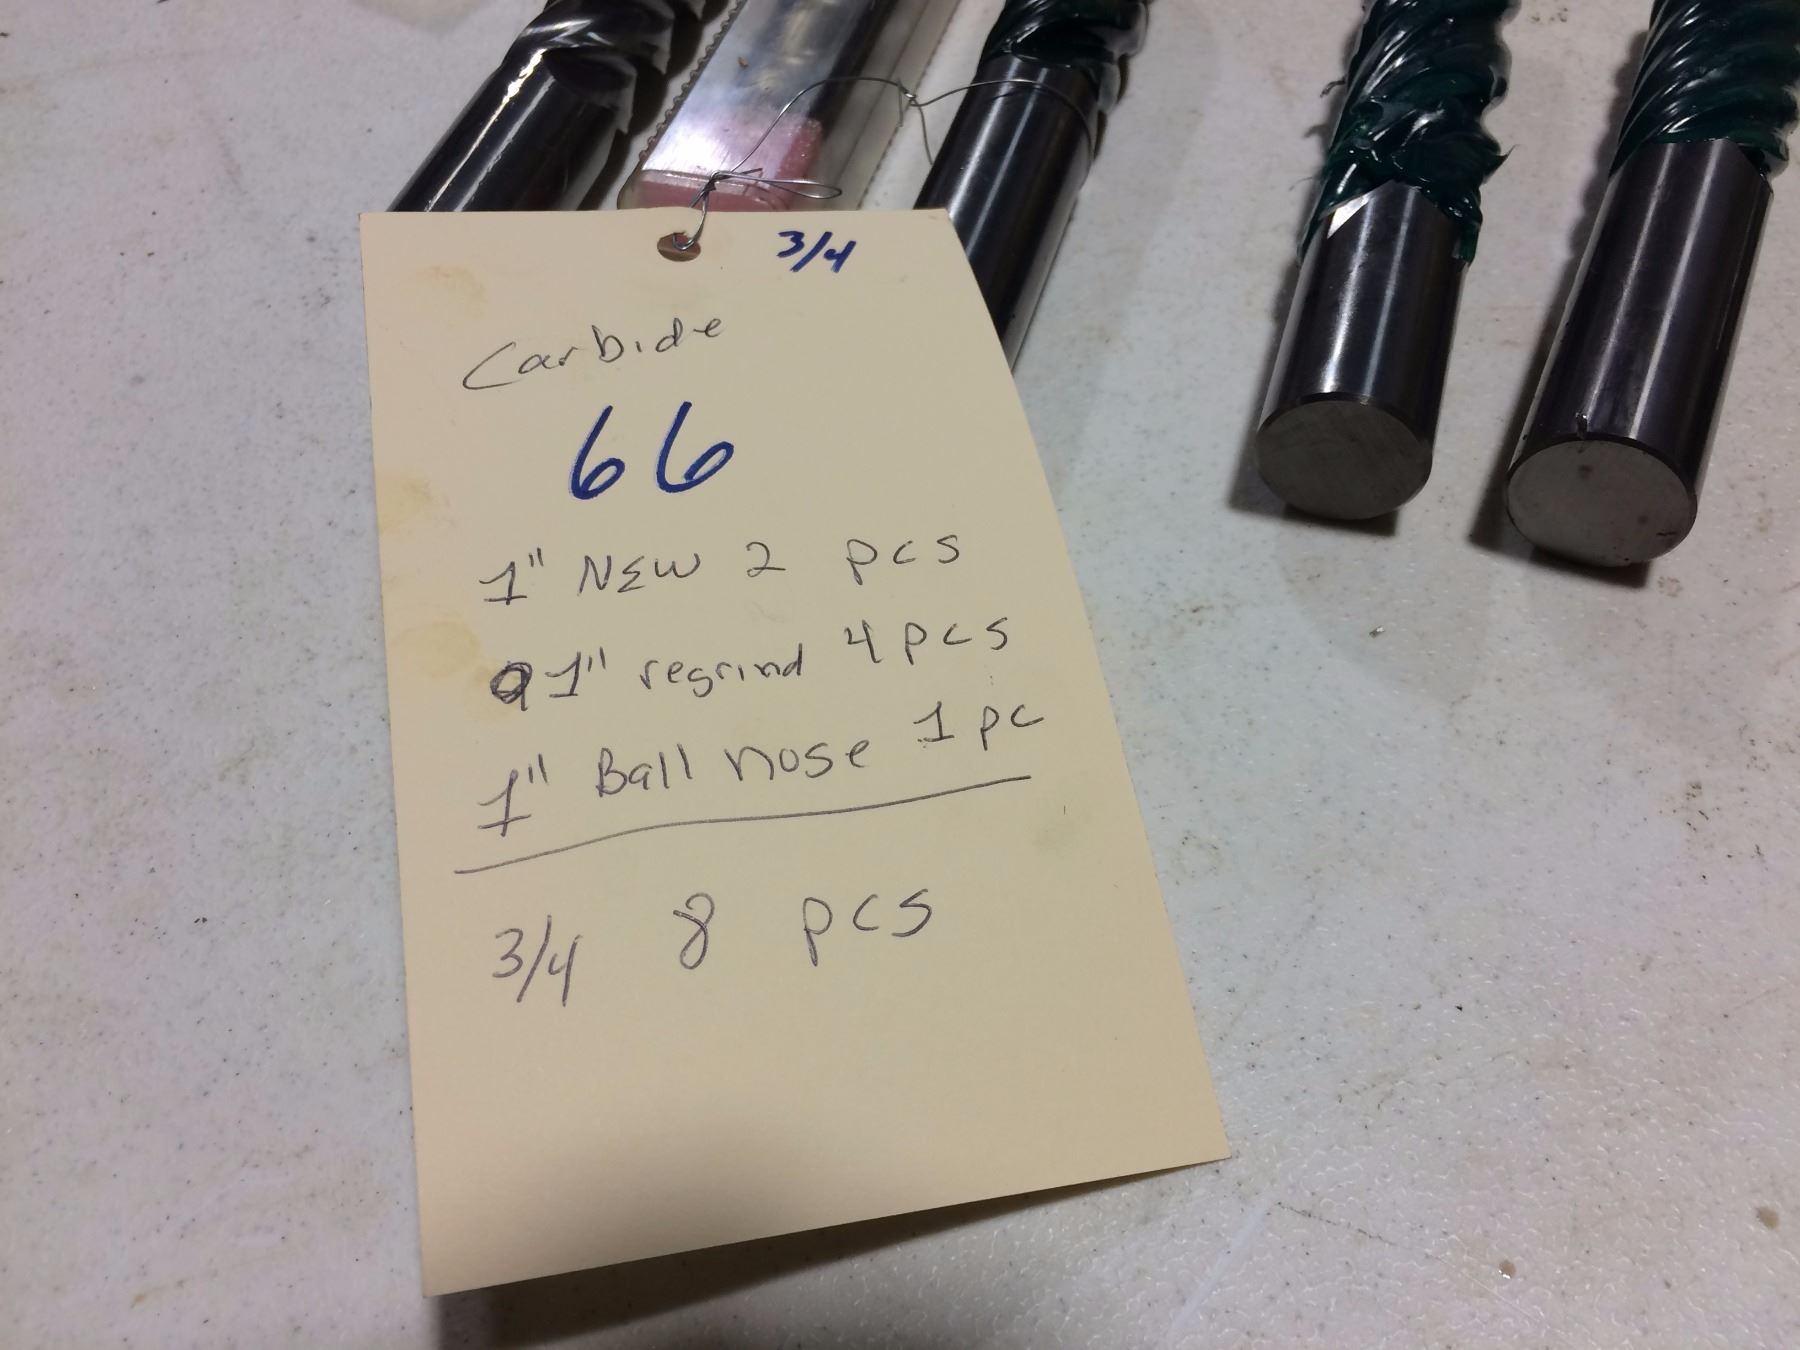 3/4
Carbide
66
1" NEW 2 pcs
1" regrind 4 pcs
1" Ball nose 1 pc
3/4 8 pcs